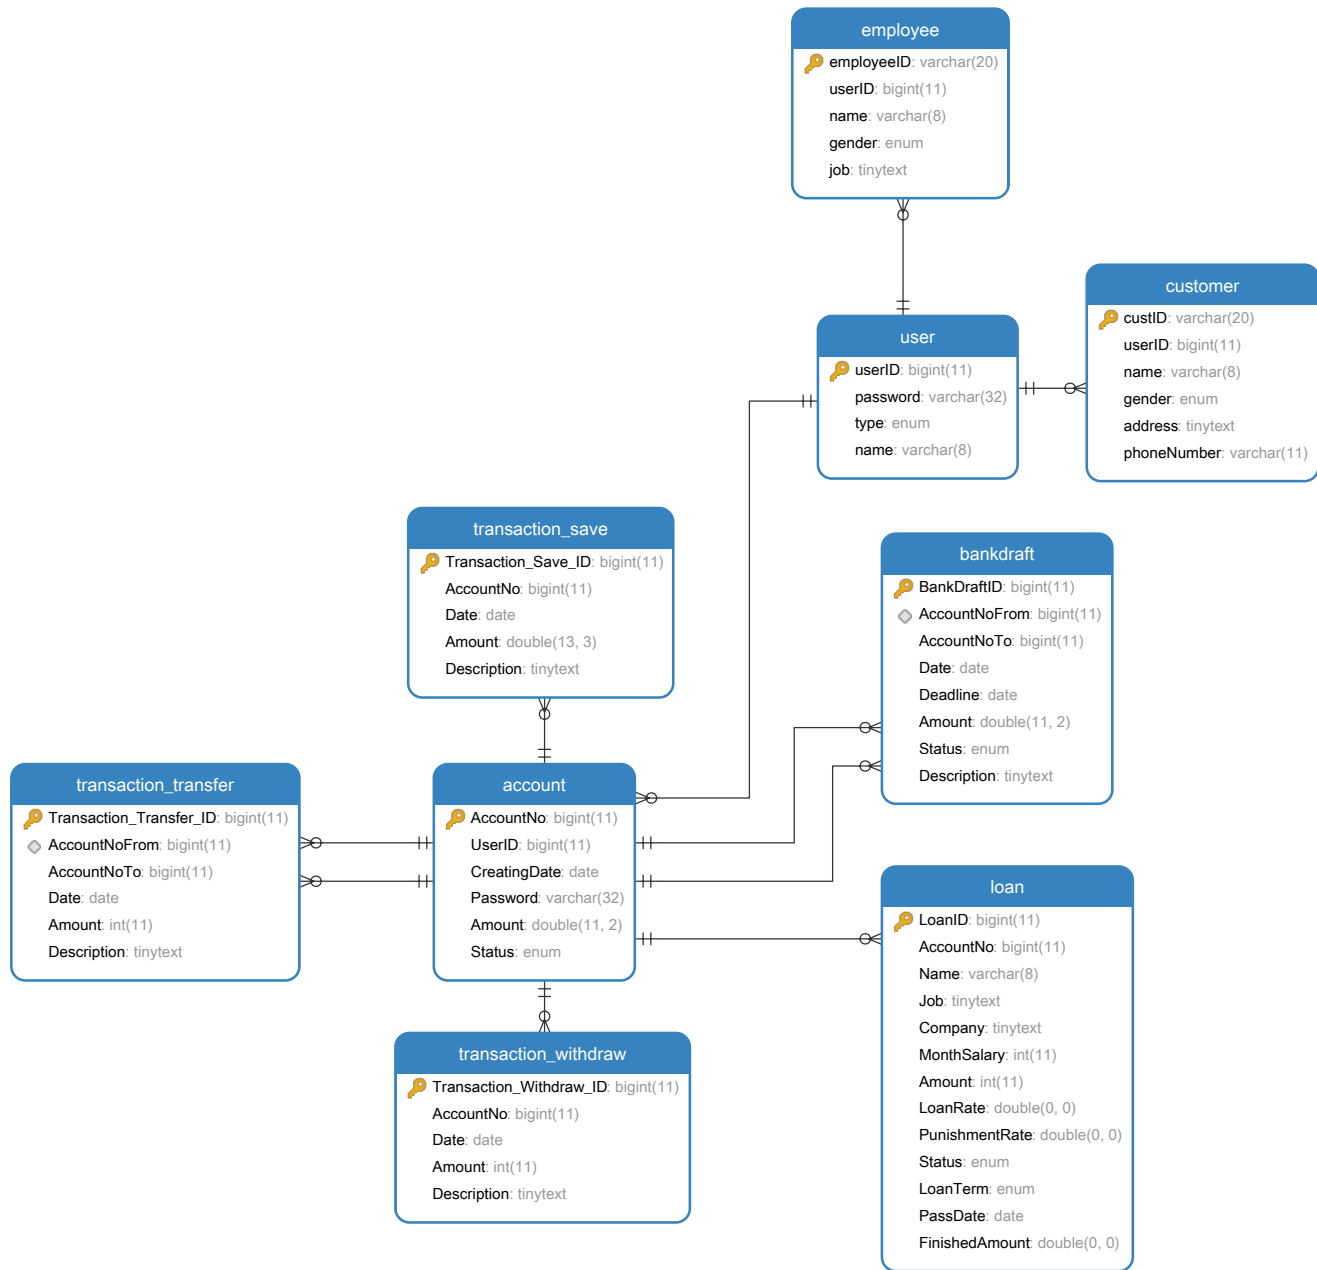 employee
employeeID: varchar(20)
userID: bigint(11)
name: varchar(8)
gender: enum
job: tinytext
customer
custID: varchar(20)
userID: bigint(11)
name: varchar(8)
gender: enum
address: tinytext
phoneNumber: varchar(11)
user
userID: bigint(11)
password: varchar(32)
type: enum
name: varchar(8)
transaction_save
Transaction_Save_ID: bigint(11)
AccountNo: bigint(11)
Date: date
Amount: double(13, 3)
Description: tinytext
bankdraft
BankDraftID: bigint(11)
AccountNoFrom: bigint(11)
AccountNoTo: bigint(11)
Date: date
Deadline: date
Amount: double(11, 2)
Status: enum
Description: tinytext
transaction_transfer
Transaction_Transfer_ID: bigint(11)
AccountNoFrom: bigint(11)
AccountNoTo: bigint(11)
Date: date
Amount: int(11)
Description: tinytext
account
AccountNo: bigint(11)
UserID: bigint(11)
CreatingDate: date
Password: varchar(32)
Amount: double(11, 2)
Status: enum
loan
LoanID: bigint(11)
AccountNo: bigint(11)
Name: varchar(8)
Job: tinytext
Company: tinytext
MonthSalary: int(11)
Amount: int(11)
LoanRate: double(0, 0)
PunishmentRate: double(0, 0)
Status: enum
LoanTerm: enum
PassDate: date
FinishedAmount: double(0, 0)
transaction_withdraw
Transaction_Withdraw_ID: bigint(11)
AccountNo: bigint(11)
Date: date
Amount: int(11)
Description: tinytext